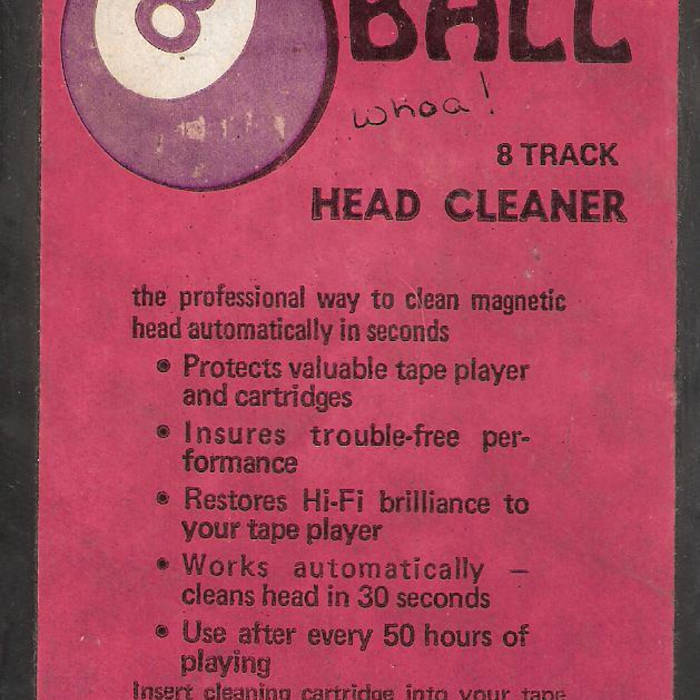 8
BALL
whoa!
8 TRACK
HEAD CLEANER
the professional way to clean magnetic
head automatically in seconds
• Protects valuable tape player
and cartridges
• Insures trouble-free per-
formance
• Restores Hi-Fi brilliance to
your tape player
• Works automatically —
cleans head in 30 seconds
• Use after every 50 hours of
playing
Insert cleaning cartridge into your tape